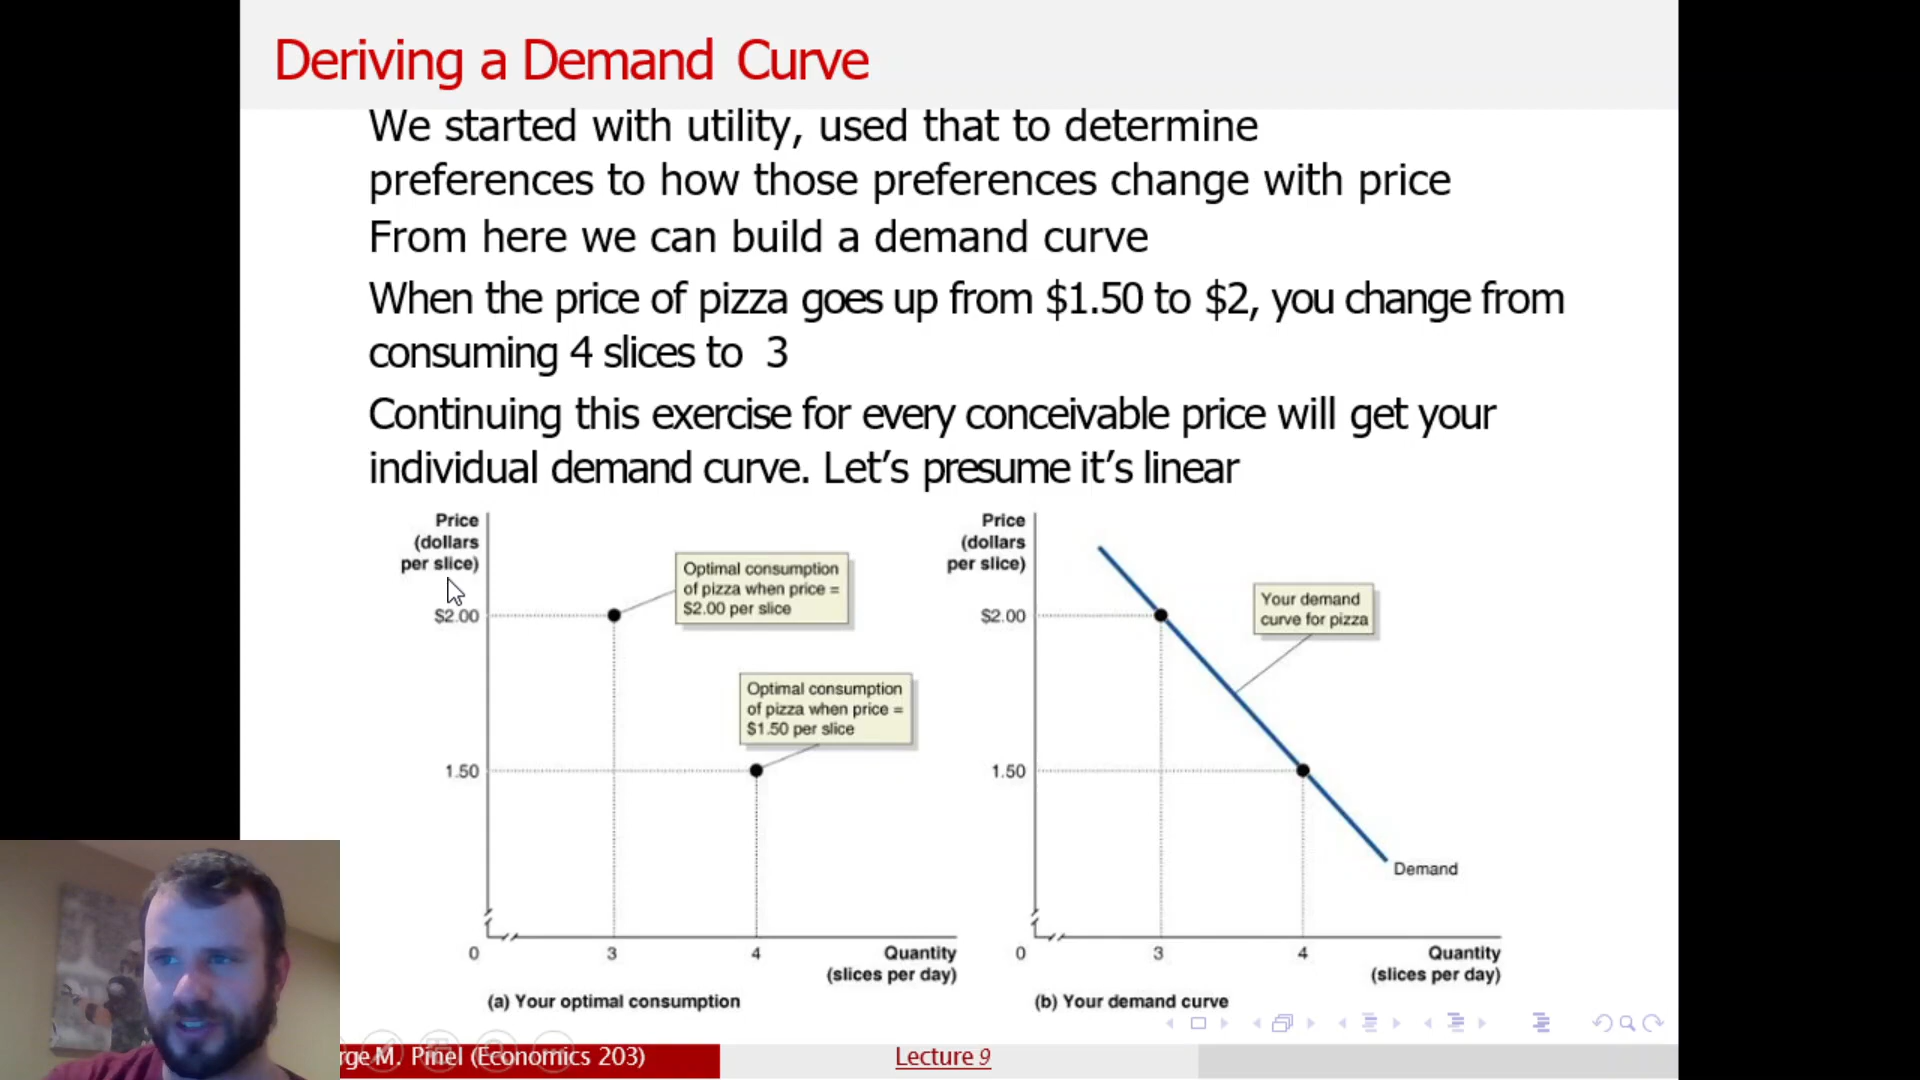 Deriving a Demand Curve
We started with utility, used that to determine
preferences to how those preferences change with price
From here we can build a demand curve
When the price of pizza goes up from $1.50 to $2, you change from
consuming 4 slices to 3
Continuing this exercise for every conceivable price will get your
individual demand curve. Let's presume it's linear
Price
(dollars
per slice)
$2.00
1.50
Optimal consumption
of pizza when price =
$2.00 per slice
Optimal consumption
of pizza when price =
$1.50 per slice
0
3
4
Quantity
(slices per day)
(a) Your optimal consumption
Price
(dollars
per slice)
$2.00
1.50
Your demand
curve for pizza
Demand
0
3
4
Quantity
(slices per day)
(b) Your demand curve
M. (Economics 203)
Lecture 9